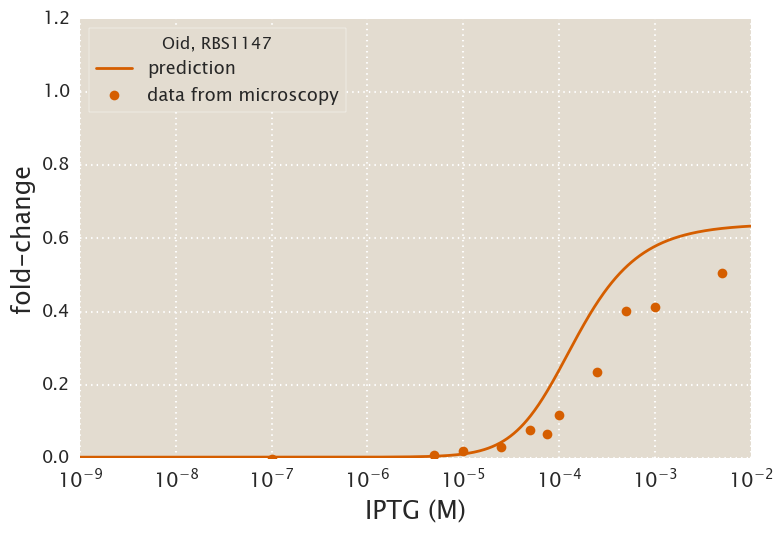 Oid, RBS1147
prediction
data from microscopy
fold-change
1.2
1.0
0.8
0.6
0.4
0.2
0.0
10⁻⁹ 10⁻⁸ 10⁻⁷ 10⁻⁶ 10⁻⁵ 10⁻⁴ 10⁻³ 10⁻²
IPTG (M)